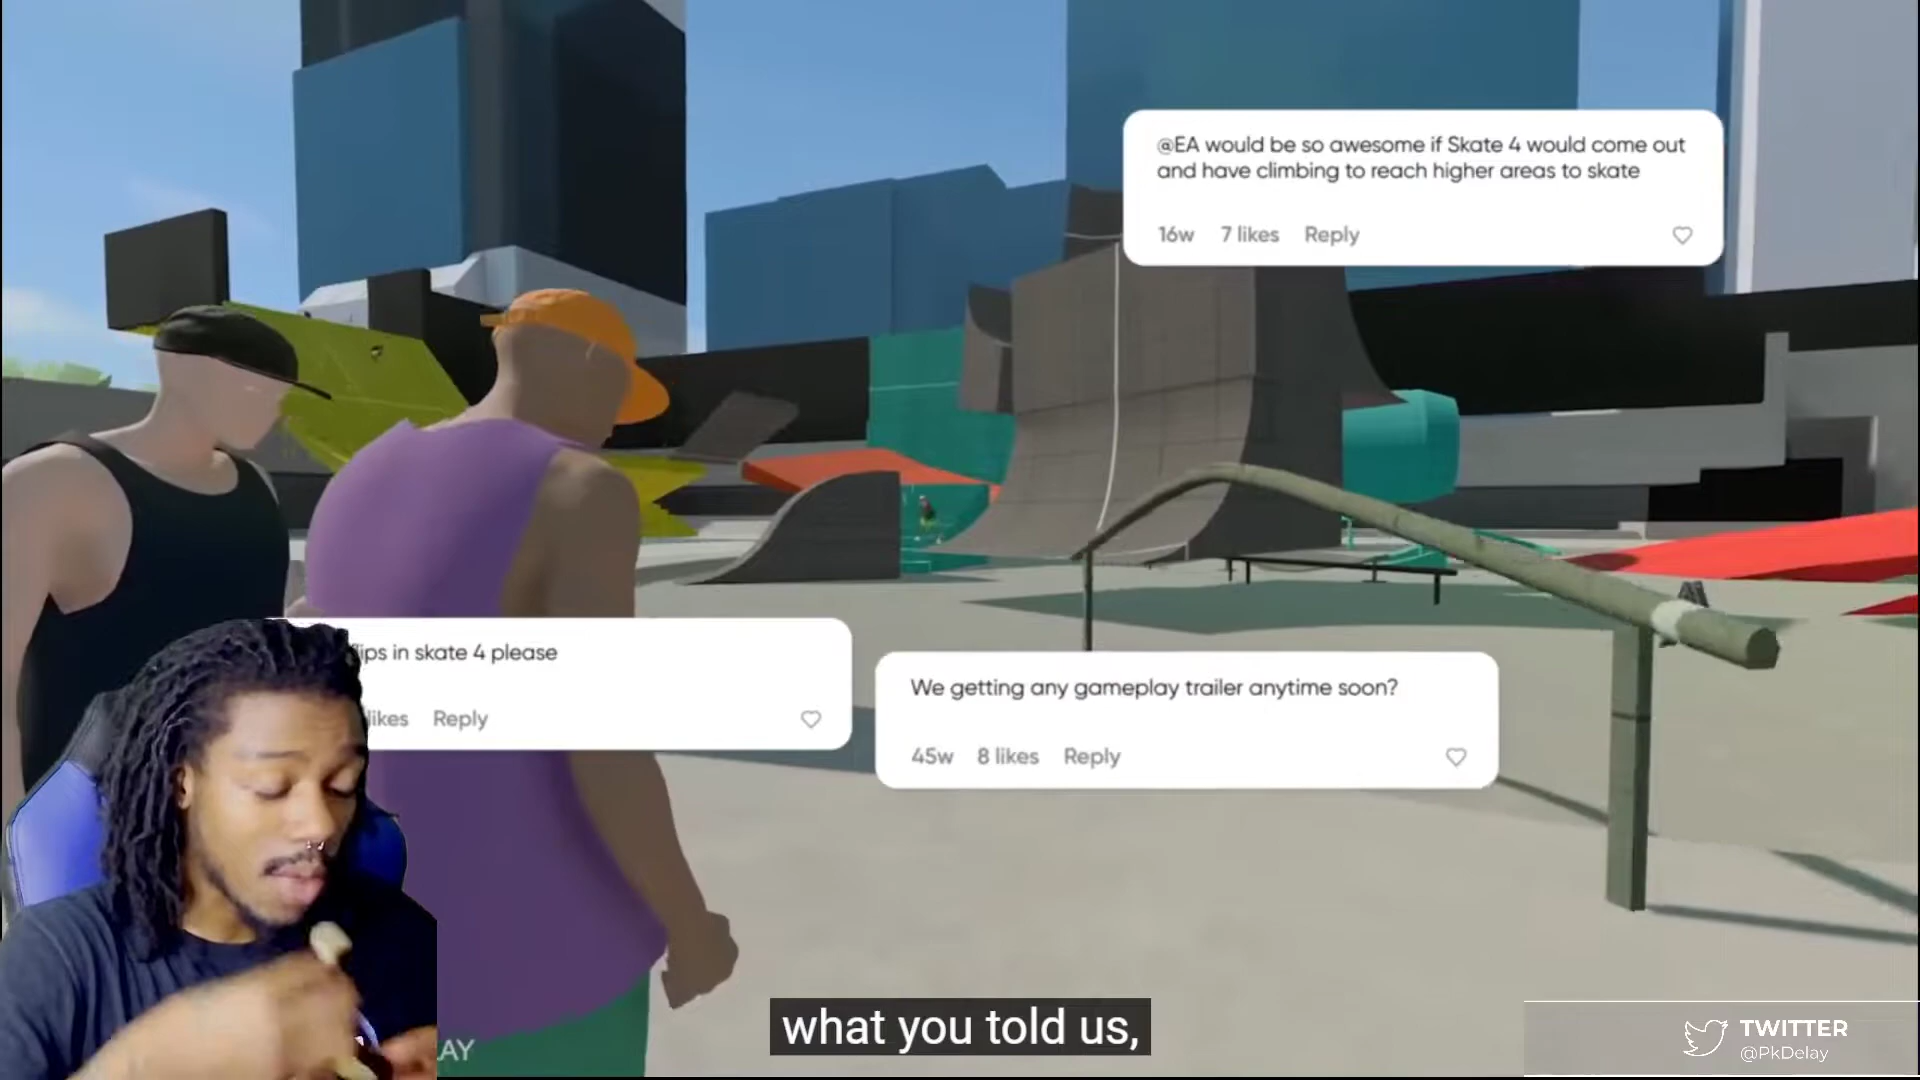 @EA would be so awesome if Skate 4 would come out
and have climbing to reach higher areas to skate
16w 7 likes Reply
in skate 4 please
likes Reply
We getting any gameplay trailer anytime soon?
45w 8 likes Reply
what you told us,
AY
TWITTER
@PkDelay